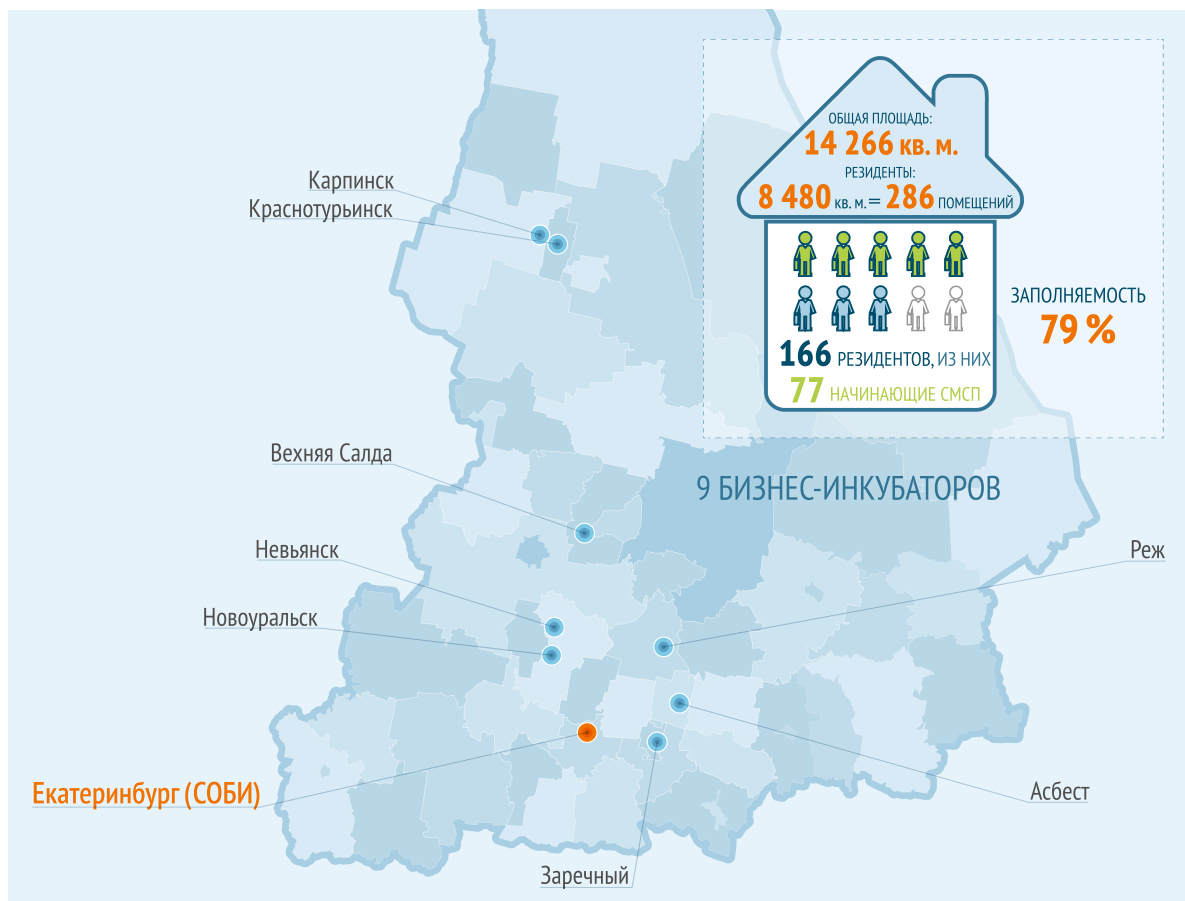 ОБЩАЯ ПЛОЩАДЬ:
14 266 КВ. М.
РЕЗИДЕНТЫ:
8 480 КВ. М. = 286 ПОМЕЩЕНИЙ
166 РЕЗИДЕНТОВ, ИЗ НИХ
77 НАЧИНАЮЩИЕ СМСП
ЗАПОЛНЯЕМОСТЬ
79 %
Карпинск
Краснотурьинск
Вехняя Салда
9 БИЗНЕС-ИНКУБАТОРОВ
Невьянск
Реж
Новоуральск
Екатеринбург (СОБИ)
Асбест
Заречный